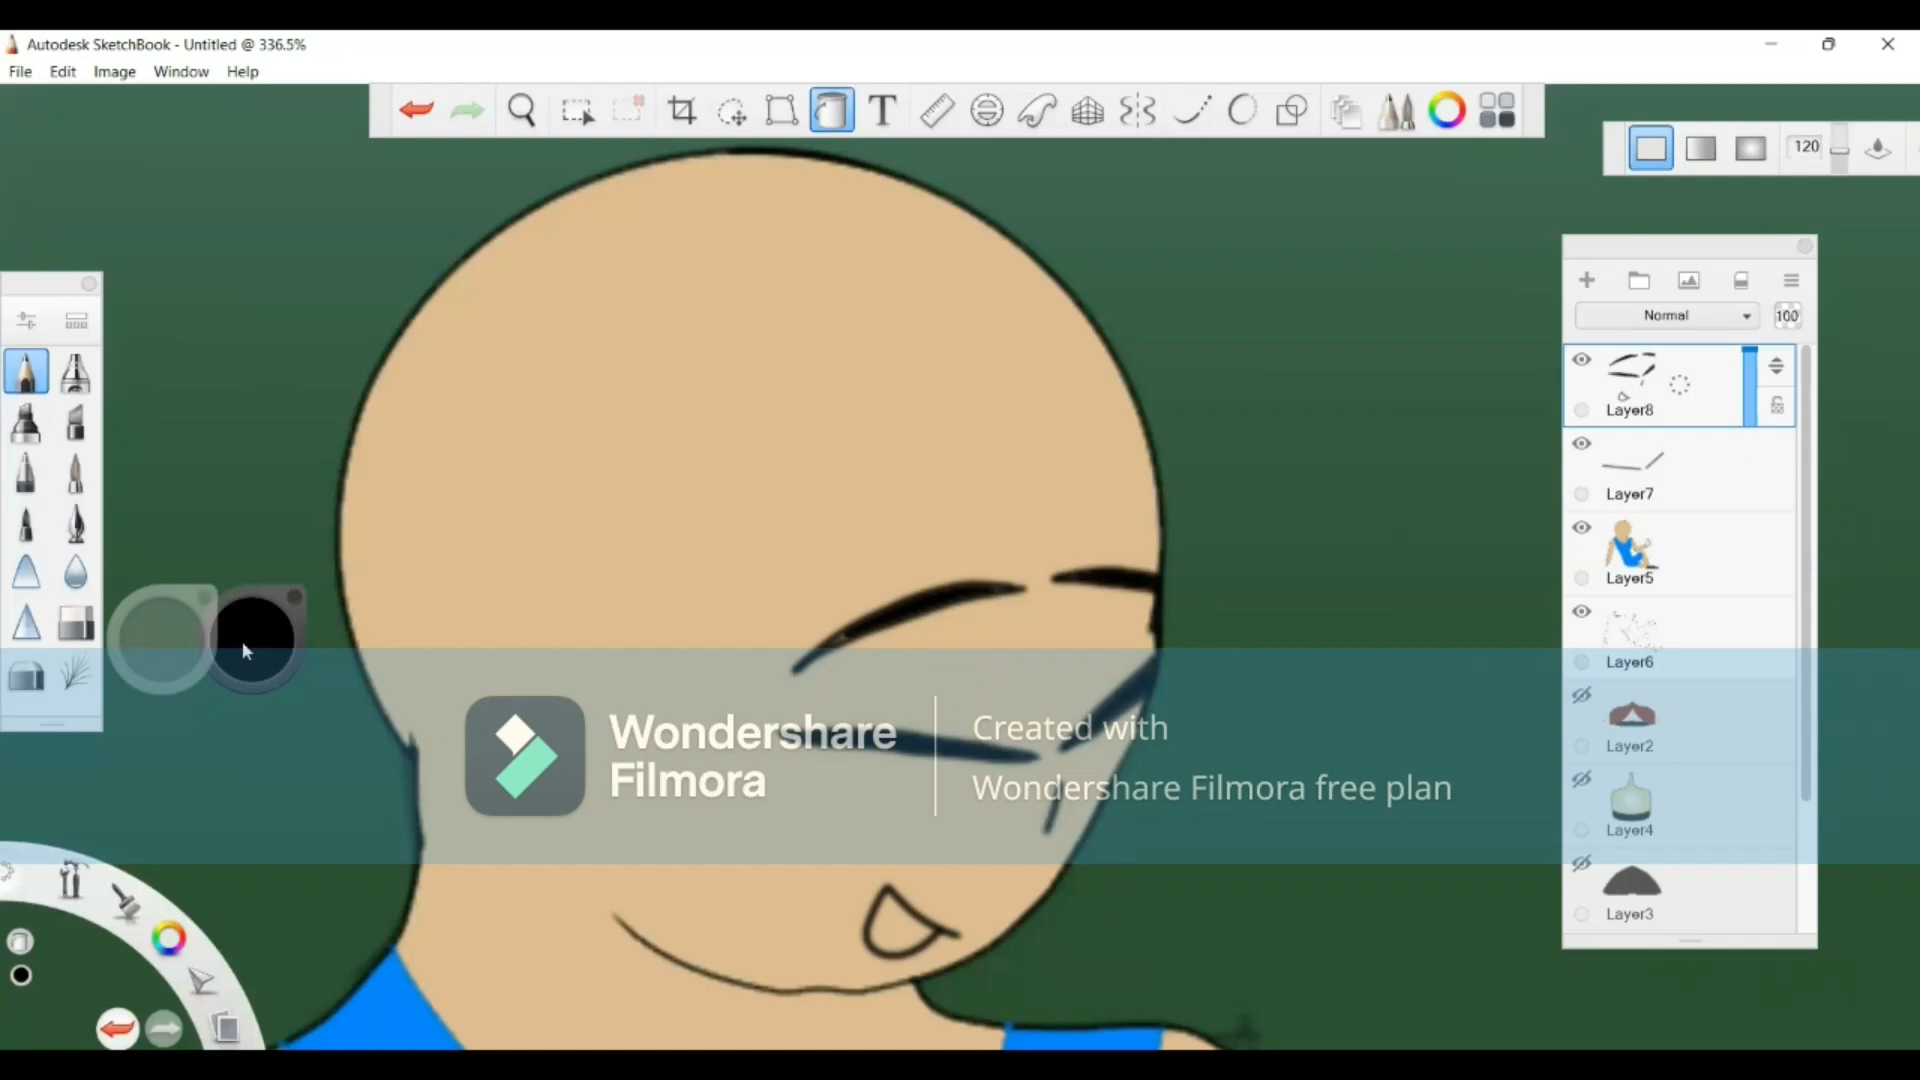 Autodesk SketchBook - Untitled @ 336.5%
File Edit Image Window Help
T
120
Normal 100
Layer8
Layer7
Layer5
Layer6
Layer2
Layer4
Layer3
Wondershare
Filmora
Created with
Wondershare Filmora free plan